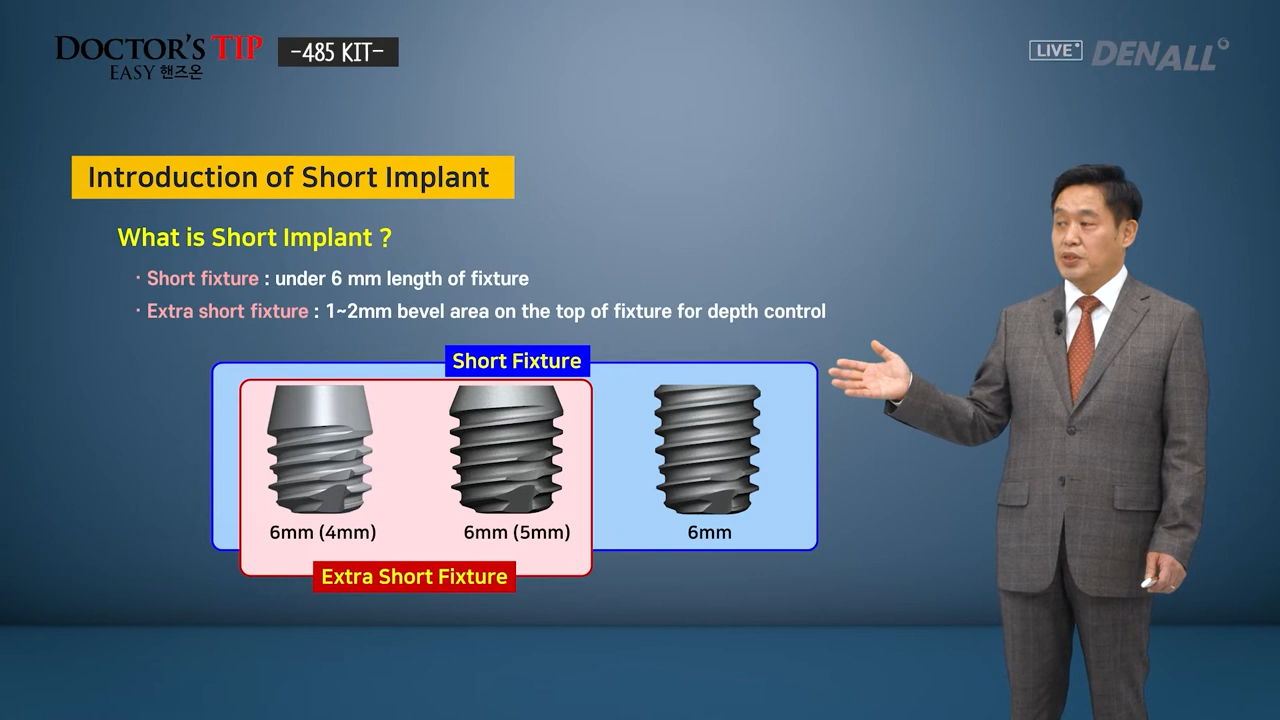 DOCTOR'S TIP
EASY 핸즈온
-485 KIT-
LIVE
DENALL
Introduction of Short Implant
What is Short Implant ?
· Short fixture : under 6 mm length of fixture
· Extra short fixture : 1~2mm bevel area on the top of fixture for depth control
Short Fixture
6mm (4mm)
6mm (5mm)
6mm
Extra Short Fixture